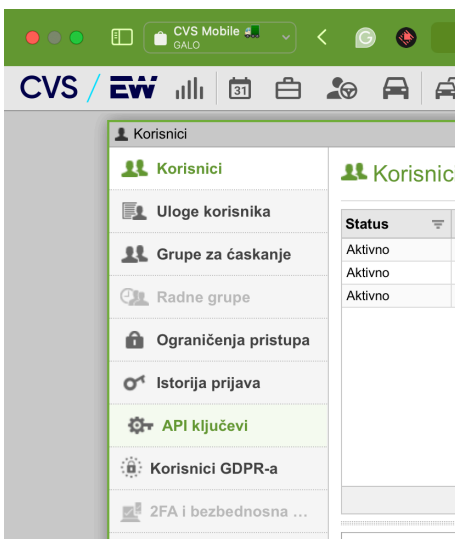 CVS Mobile
GALO
CVS / EW
31
Korisnici
Korisnici
Korisnic
Uloge korisnika
Status
Grupe za ćaskanje
Aktivno
Aktivno
Radne grupe
Aktivno
Ograničenja pristupa
Istorija prijava
API ključevi
Korisnici GDPR-a
2FA i bezbednosna ...